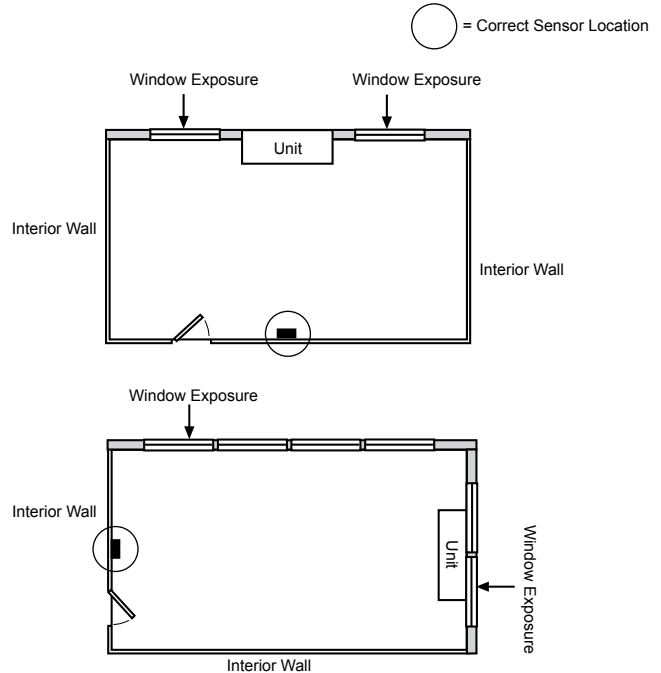 = Correct Sensor Location
Window Exposure
Window Exposure
Unit
Interior Wall
Interior Wall
Window Exposure
Interior Wall
Unit
Window Exposure
Interior Wall